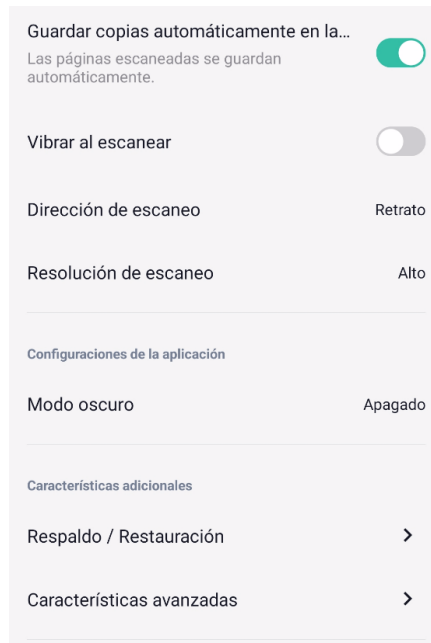 Guardar copias automáticamente en la...
Las páginas escaneadas se guardan
automáticamente.
Vibrar al escanear
Dirección de escaneo Retrato
Resolución de escaneo Alto
Configuraciones de la aplicación
Modo oscuro Apagado
Características adicionales
Respaldo / Restauración
Características avanzadas